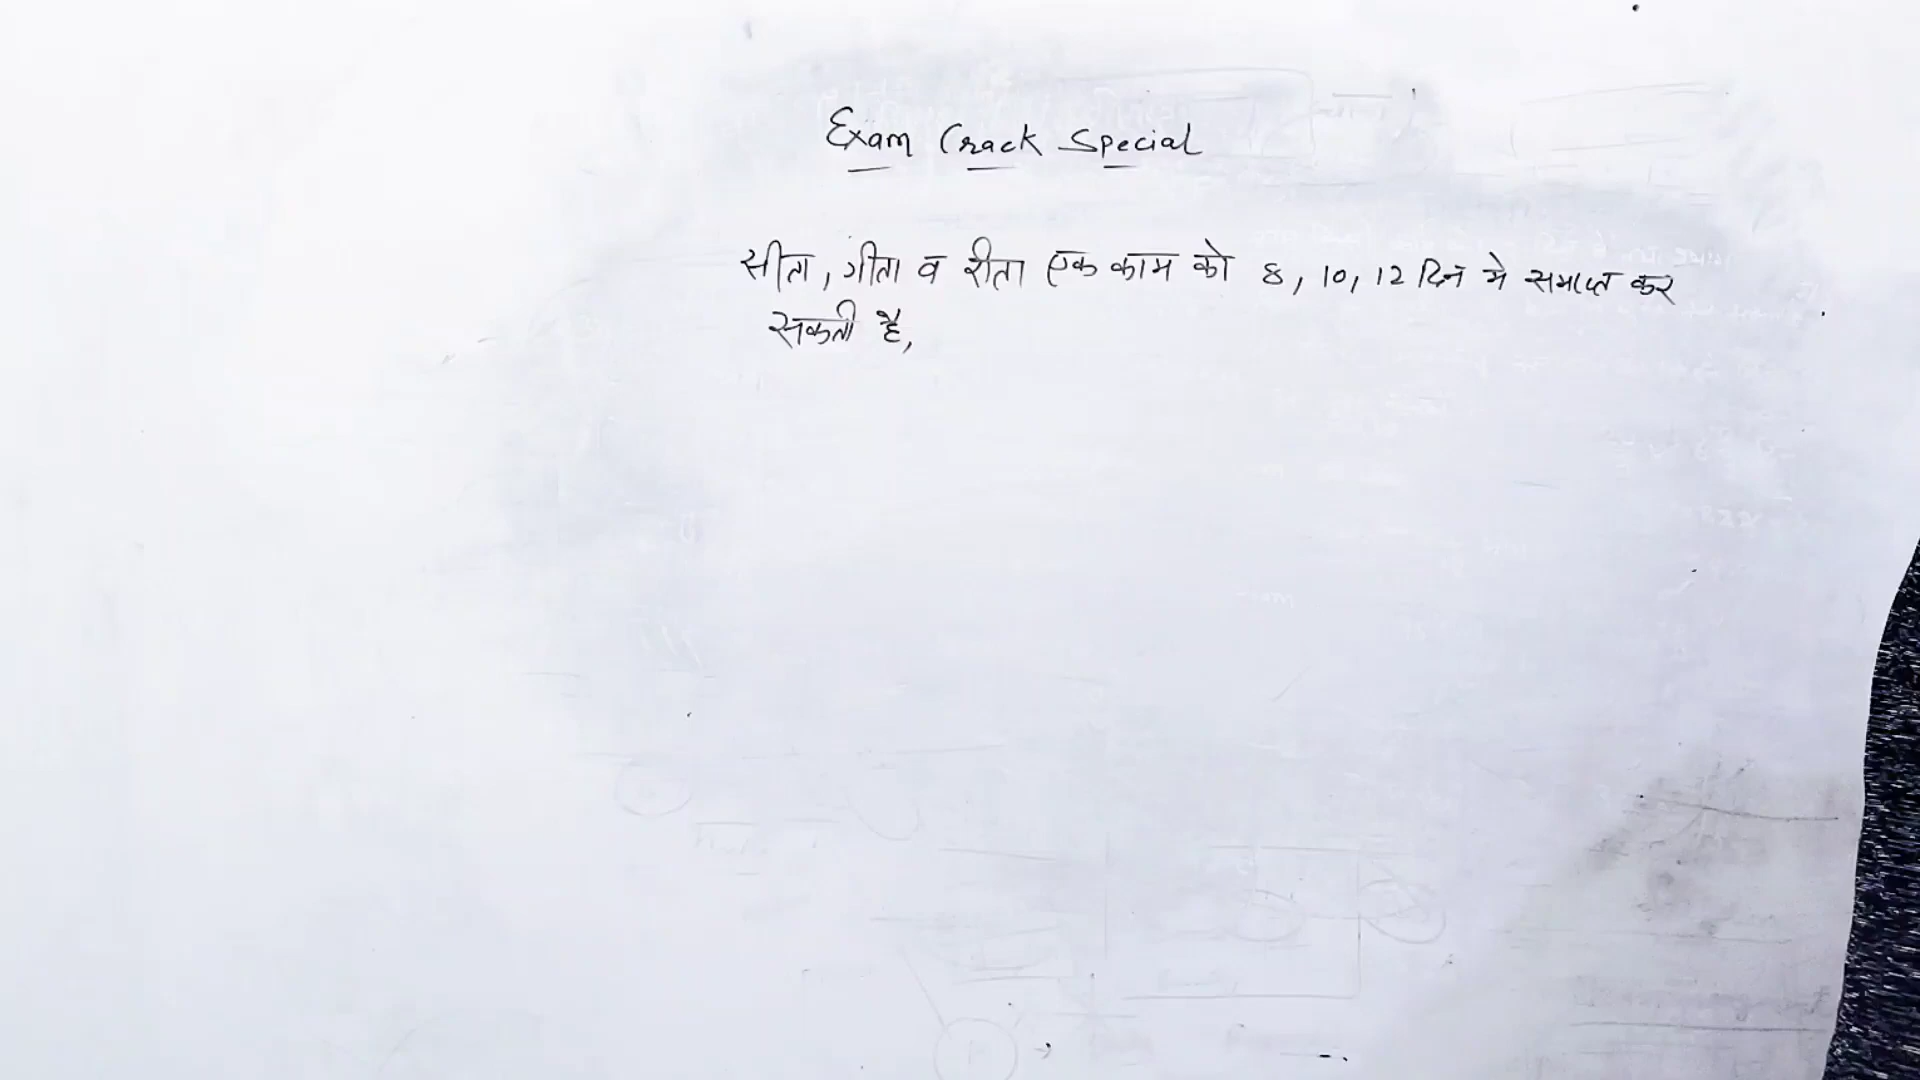 Exam Crack Special
सीता, गीता व रीता एक काम को 8, 10, 12 दिन मे समाप्त कर
सकती है,